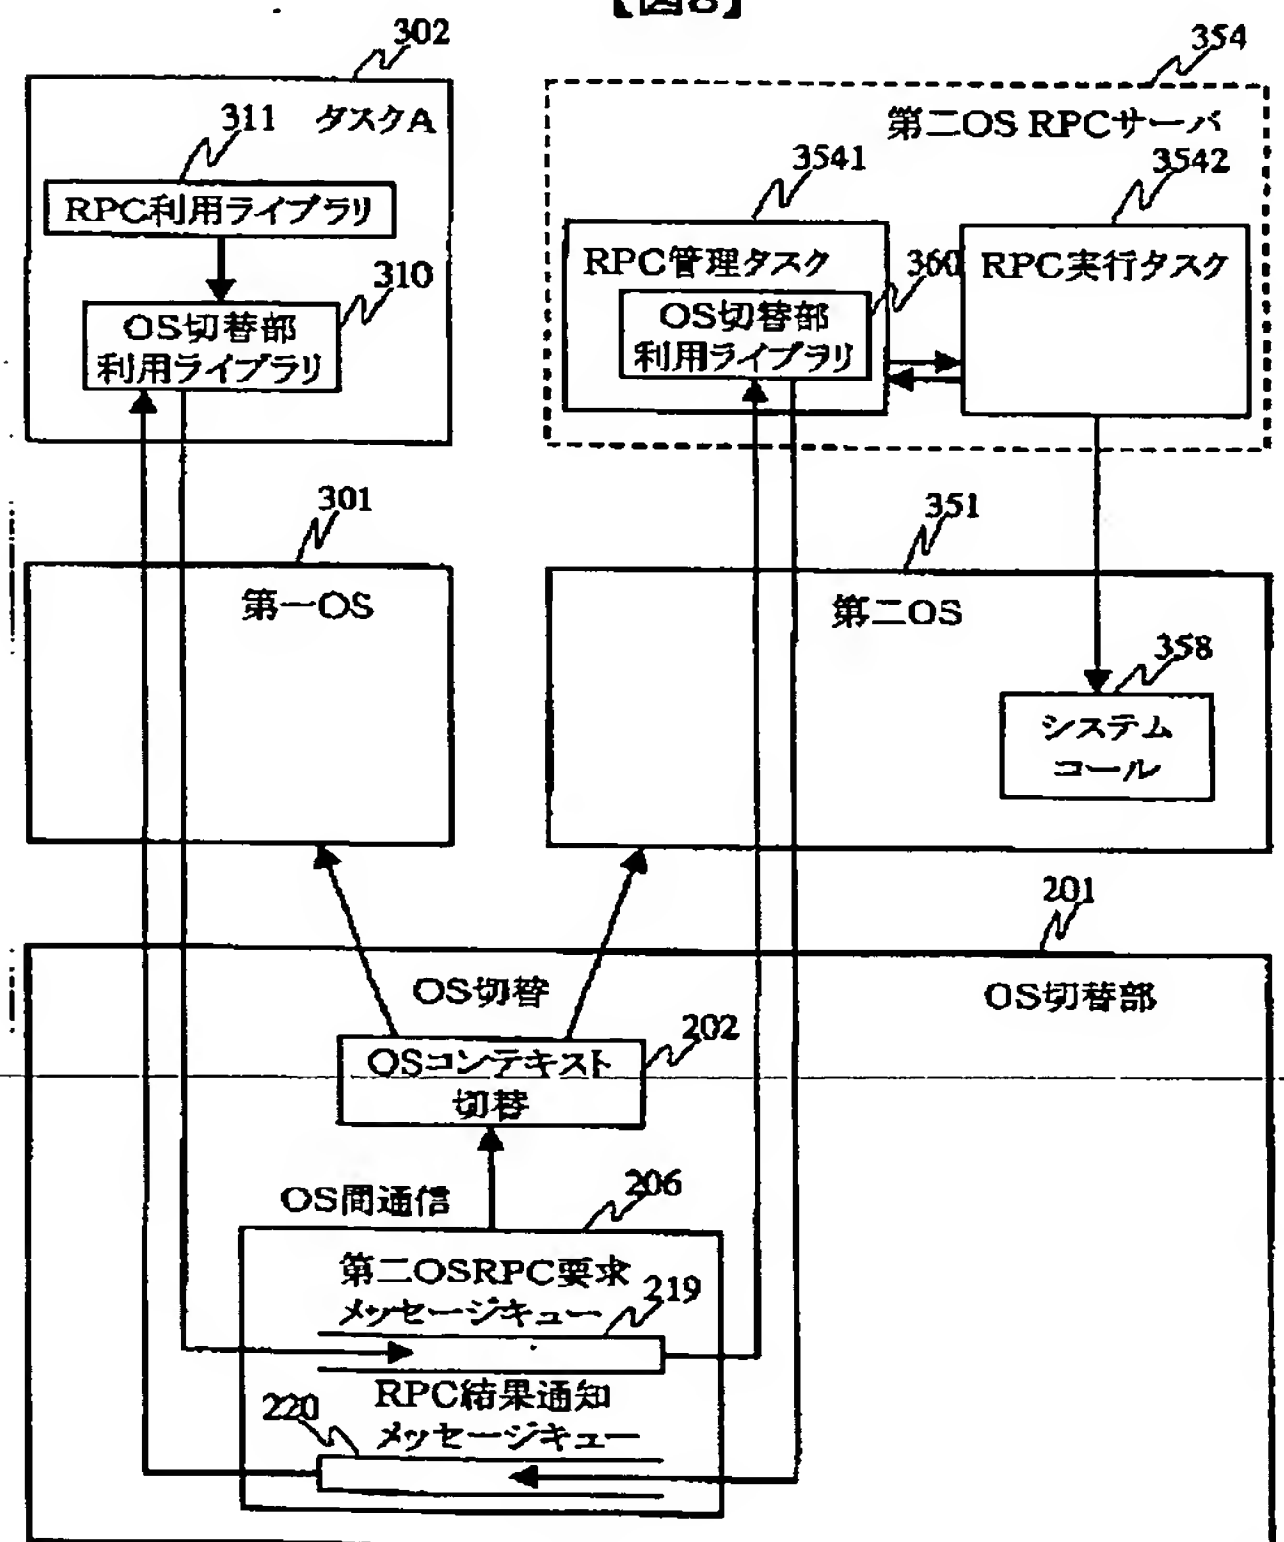 【図8】
302
354
311
タスクA
第二OS RPCサーバ
3541
3542
RPC利用ライブラリ
RPC管理タスク
360
RPC実行タスク
310
OS切替部
利用ライブラリ
OS切替部
利用ライブラリ
301
351
第一OS
第二OS
358
システム
コール
201
OS切替
OS切替部
202
OSコンテキスト
切替
OS間通信
206
第二OSRPC要求
メッセージキュー
219
RPC結果通知
メッセージキュー
220